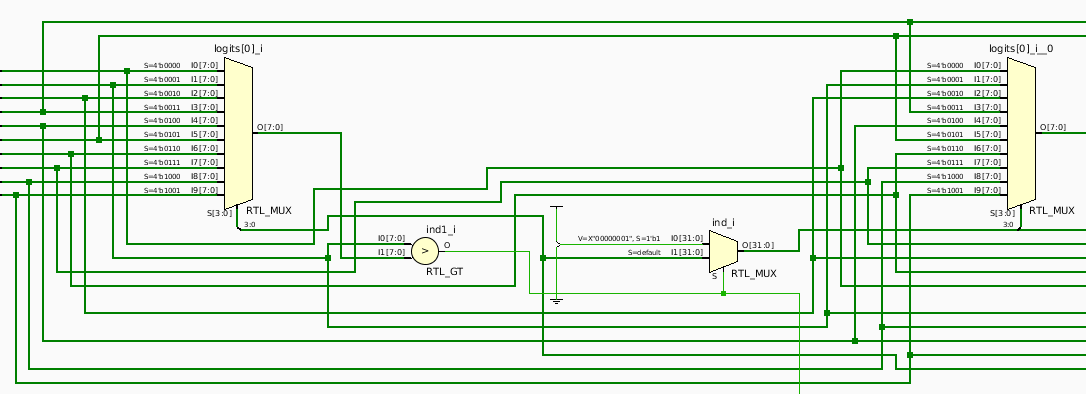 logits[0]_i
S=4'b0000 I0[7:0]
S=4'b0001 I1[7:0]
S=4'b0010 I2[7:0]
S=4'b0011 I3[7:0]
S=4'b0100 I4[7:0]
S=4'b0101 I5[7:0]
S=4'b0110 I6[7:0]
S=4'b0111 I7[7:0]
S=4'b1000 I8[7:0]
S=4'b1001 I9[7:0]
O[7:0]
S[3:0]
RTL_MUX
3:0
ind1_i
I0[7:0]
I1[7:0]
>
O
RTL_GT
ind_i
V=X"00000001", S=1'b1 I0[31:0]
S=default I1[31:0]
O[31:0]
S
RTL_MUX
logits[0]_i__0
S=4'b0000 I0[7:0]
S=4'b0001 I1[7:0]
S=4'b0010 I2[7:0]
S=4'b0011 I3[7:0]
S=4'b0100 I4[7:0]
S=4'b0101 I5[7:0]
S=4'b0110 I6[7:0]
S=4'b0111 I7[7:0]
S=4'b1000 I8[7:0]
S=4'b1001 I9[7:0]
O[7:0]
S[3:0]
RTL_MUX
3:0